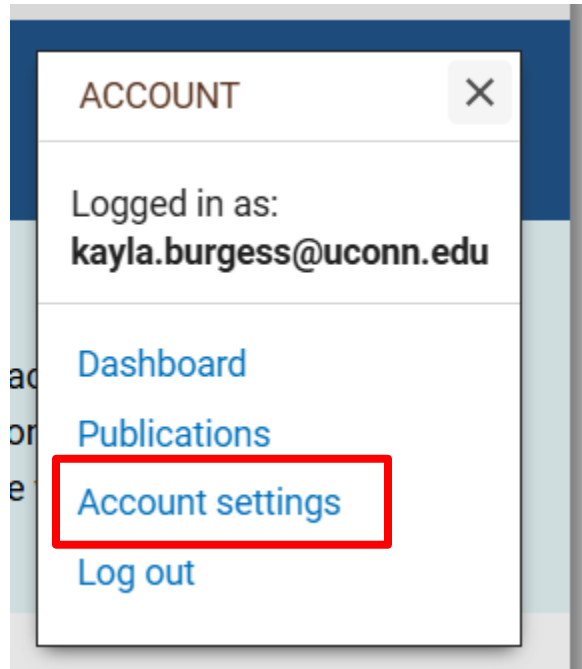 ACCOUNT
Logged in as:
kayla.burgess@uconn.edu
Dashboard
Publications
Account settings
Log out